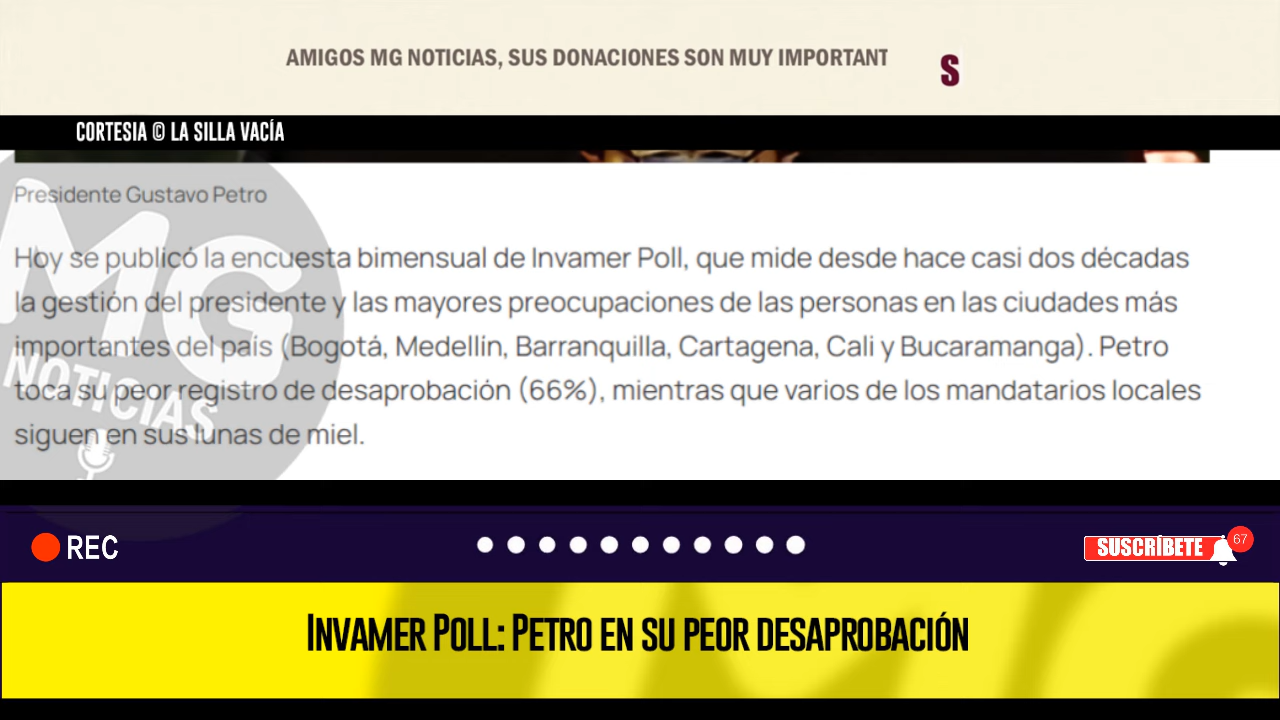 AMIGOS MG NOTICIAS, SUS DONACIONES SON MUY IMPORTANT S
CORTESIA © LA SILLA VACÍA
Presidente Gustavo Petro
Hoy se publicó la encuesta bimensual de Invamer Poll, que mide desde hace casi dos décadas
la gestión del presidente y las mayores preocupaciones de las personas en las ciudades más
importantes del país (Bogotá, Medellín, Barranquilla, Cartagena, Cali y Bucaramanga). Petro
toca su peor registro de desaprobación (66%), mientras que varios de los mandatarios locales
siguen en sus lunas de miel.
MG
NOTICIAS
REC
SUSCRÍBETE
67
INVAMER POLL: PETRO EN SU PEOR DESAPROBACIÓN